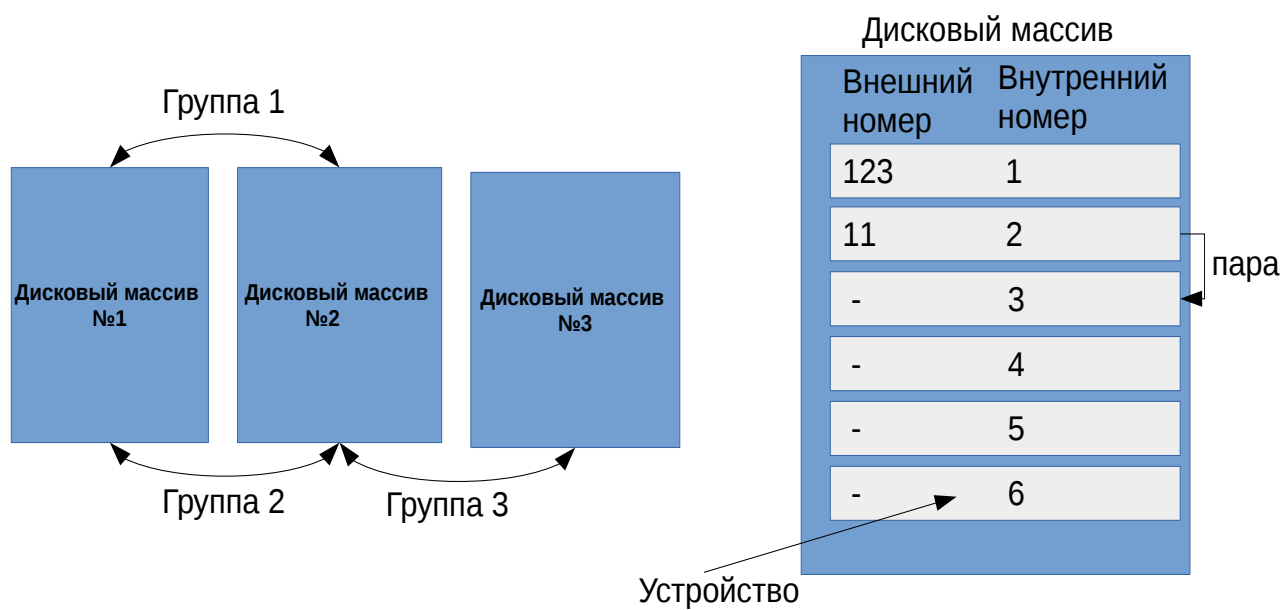 Группа 1
Дисковый массив
№1
Дисковый массив
№2
Дисковый массив
№3
Группа 2
Группа 3
Дисковый массив
Внешний Внутренний
номер номер
123 1
11 2
- 3
- 4
- 5
- 6
пара
Устройство